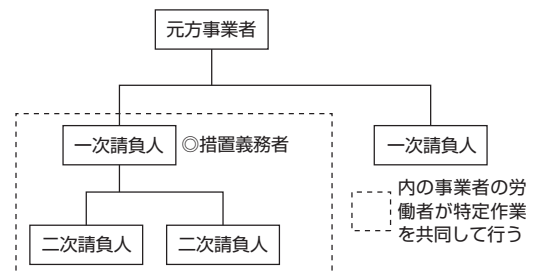 元方事業者
一次請負人 ◎措置義務者
一次請負人
内の事業者の労
働者が特定作業
を共同して行う
二次請負人
二次請負人